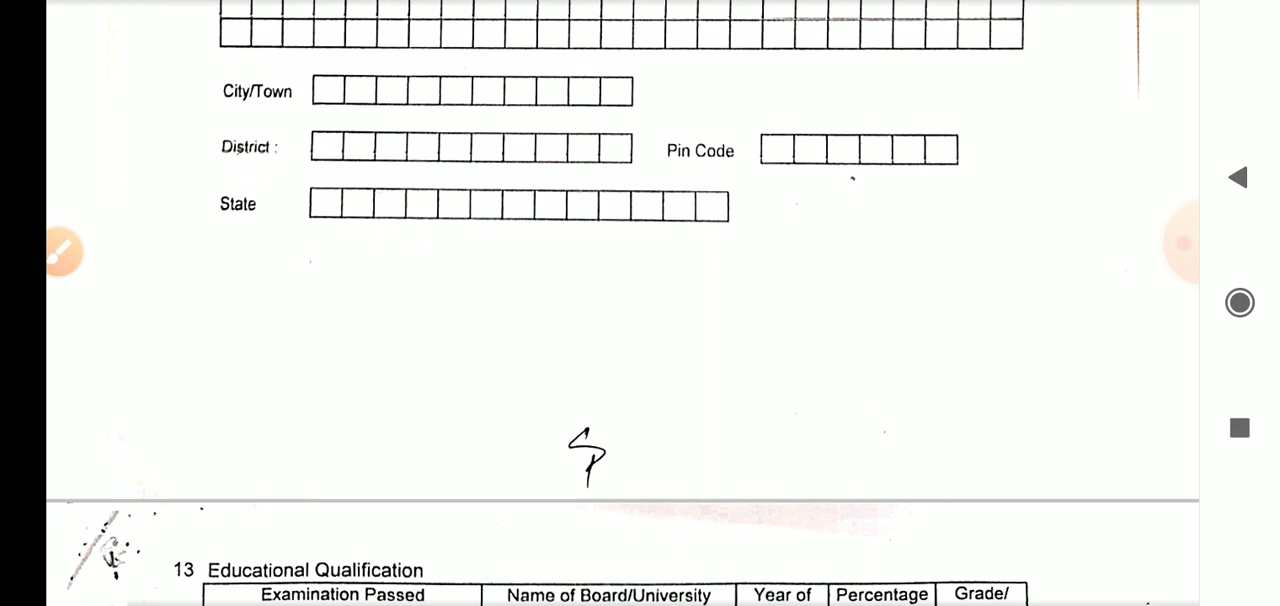 City/Town
District :
Pin Code
State
13 Educational Qualification
Examination Passed
Name of Board/University
Year of
Percentage
Grade/